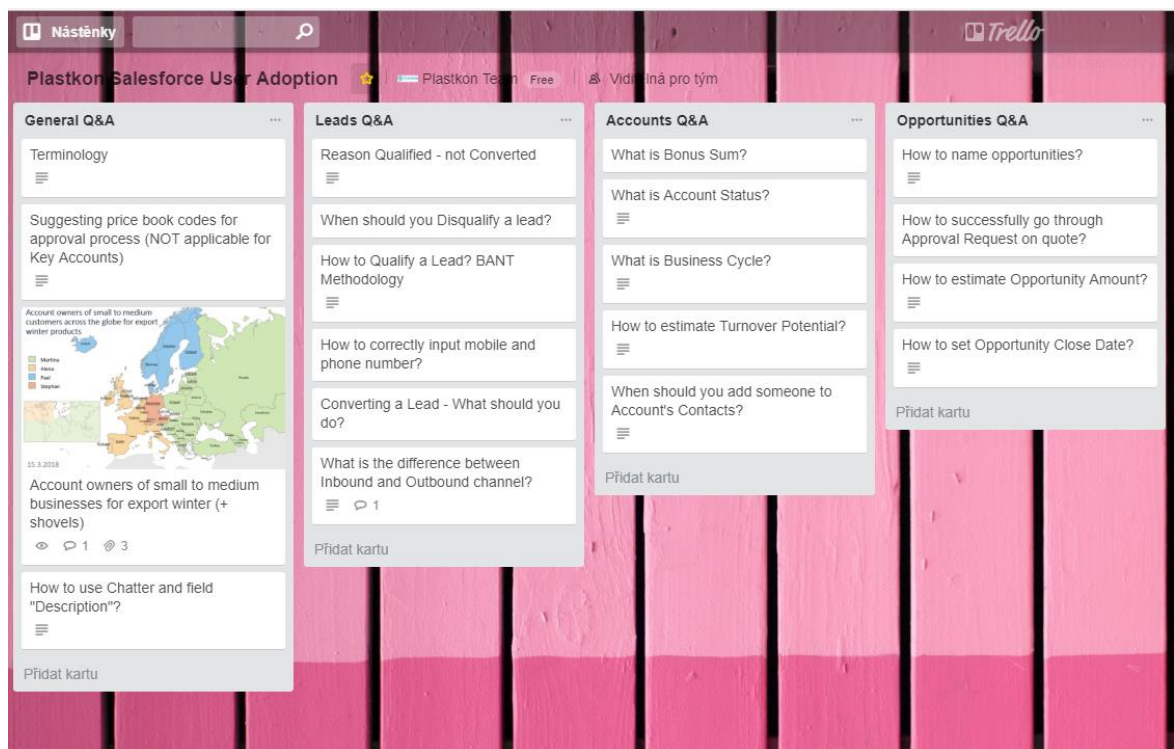 Nástěnky
Trello
Plastkon Salesforce User Adoption
Plastkon Team
Free
Viditelná pro tým
General Q&A
Terminology
Suggesting price book codes for
approval process (NOT applicable for
Key Accounts)
Account owners of small to medium
customers across the globe for export
winter products
Martina
Alena
Paul
Stephan
15.3.2018
Account owners of small to medium
businesses for export winter (+
shovels)
1
3
How to use Chatter and field
"Description"?
Přidat kartu
Leads Q&A
Reason Qualified - not Converted
When should you Disqualify a lead?
How to Qualify a Lead? BANT
Methodology
How to correctly input mobile and
phone number?
Converting a Lead - What should you
do?
What is the difference between
Inbound and Outbound channel?
1
Přidat kartu
Accounts Q&A
What is Bonus Sum?
What is Account Status?
What is Business Cycle?
How to estimate Turnover Potential?
When should you add someone to
Account's Contacts?
Přidat kartu
Opportunities Q&A
How to name opportunities?
How to successfully go through
Approval Request on quote?
How to estimate Opportunity Amount?
How to set Opportunity Close Date?
Přidat kartu